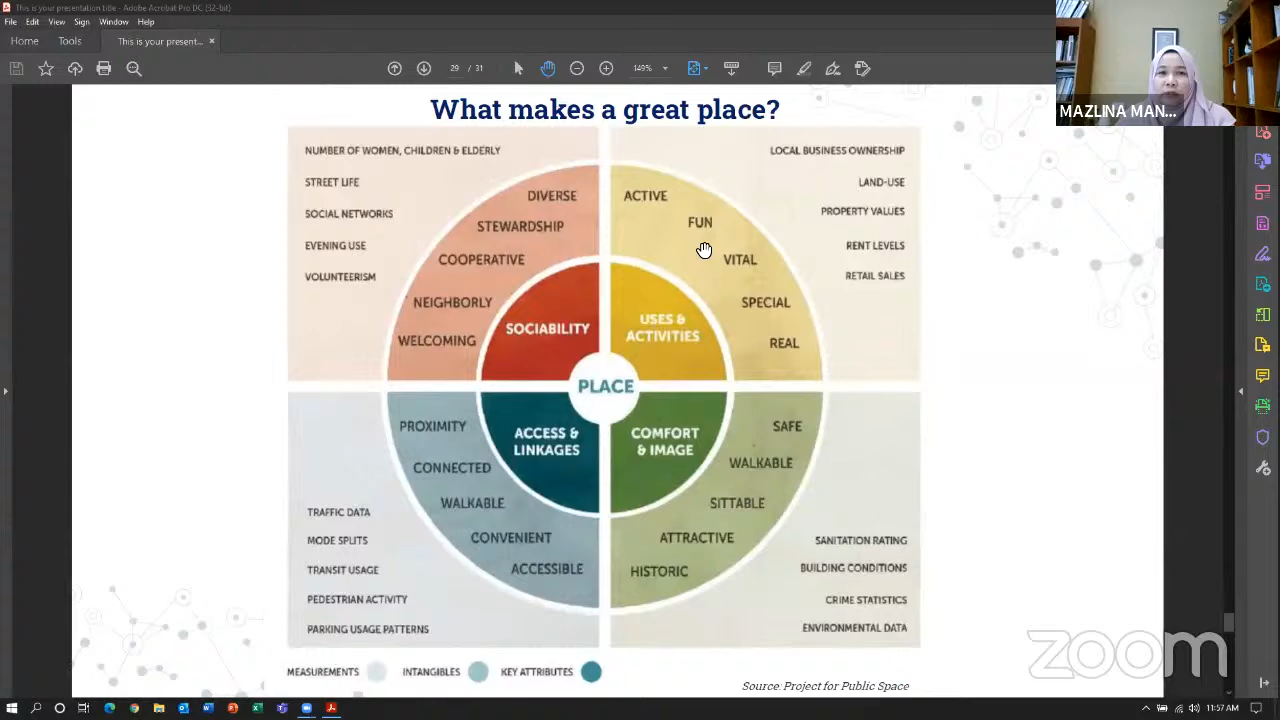 This is your presentation title - Adobe Acrobat Pro DC (32-bit)
File Edit View Sign Window Help
Home Tools This is your present... ×
29 / 31
149%
MAZLINA MAN...
What makes a great place?
NUMBER OF WOMEN, CHILDREN & ELDERLY
STREET LIFE
SOCIAL NETWORKS
EVENING USE
VOLUNTEERISM
DIVERSE
STEWARDSHIP
COOPERATIVE
NEIGHBORLY
WELCOMING
SOCIABILITY
LOCAL BUSINESS OWNERSHIP
LAND-USE
PROPERTY VALUES
RENT LEVELS
RETAIL SALES
ACTIVE
FUN
VITAL
SPECIAL
REAL
USES &
ACTIVITIES
PLACE
PROXIMITY
CONNECTED
WALKABLE
CONVENIENT
ACCESSIBLE
ACCESS &
LINKAGES
TRAFFIC DATA
MODE SPLITS
TRANSIT USAGE
PEDESTRIAN ACTIVITY
PARKING USAGE PATTERNS
COMFORT
& IMAGE
SAFE
WALKABLE
SITTABLE
ATTRACTIVE
HISTORIC
SANITATION RATING
BUILDING CONDITIONS
CRIME STATISTICS
ENVIRONMENTAL DATA
MEASUREMENTS INTANGIBLES KEY ATTRIBUTES
Source: Project for Public Space
zoom
11:57 AM